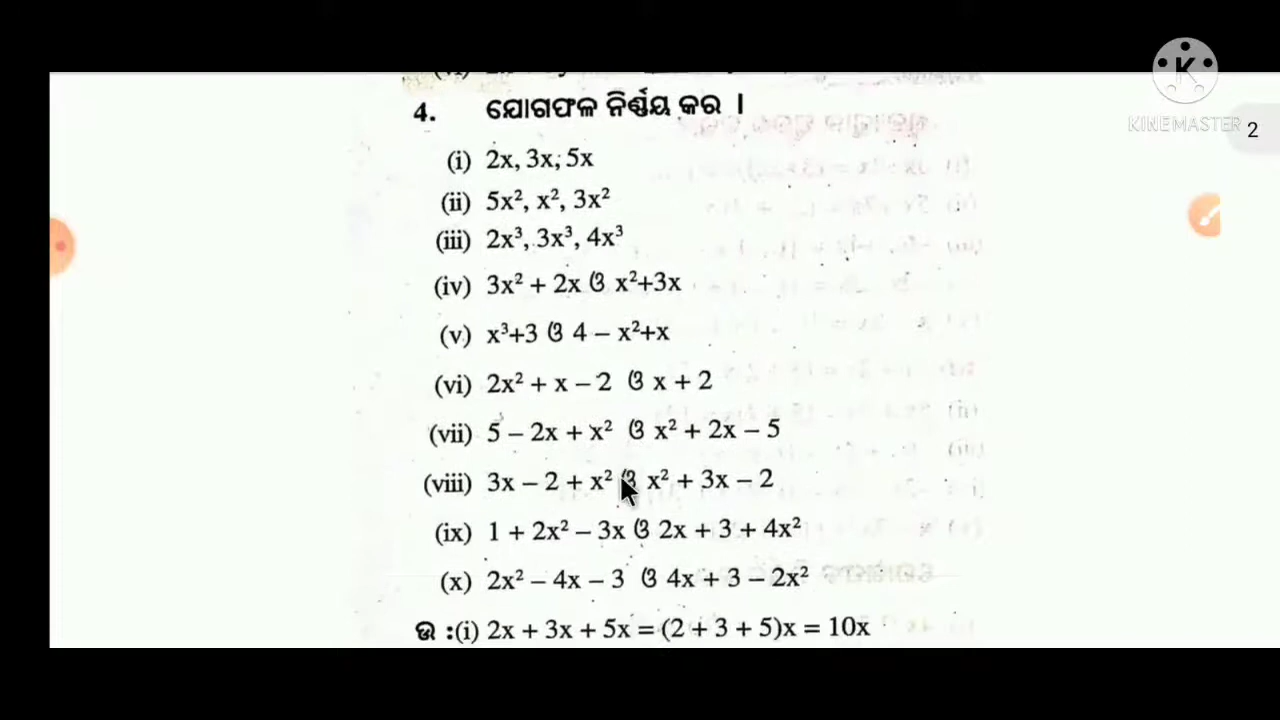 KINEMASTER
2
4. ଯୋଗଫଳ ନିର୍ଣ୍ଣୟ କର ।
(i) 2x, 3x, 5x
(ii) 5x², x², 3x²
(iii) 2x³, 3x³, 4x³
(iv) 3x² + 2x ଓ x²+3x
(v) x³+3 ଓ 4 – x²+x
(vi) 2x² + x – 2 ଓ x + 2
(vii) 5 – 2x + x² ଓ x² + 2x – 5
(viii) 3x – 2 + x² ଓ x² + 3x – 2
(ix) 1 + 2x² – 3x ଓ 2x + 3 + 4x²
(x) 2x² – 4x – 3 ଓ 4x + 3 – 2x²
ଉ :(i) 2x + 3x + 5x = (2 + 3 + 5)x = 10x